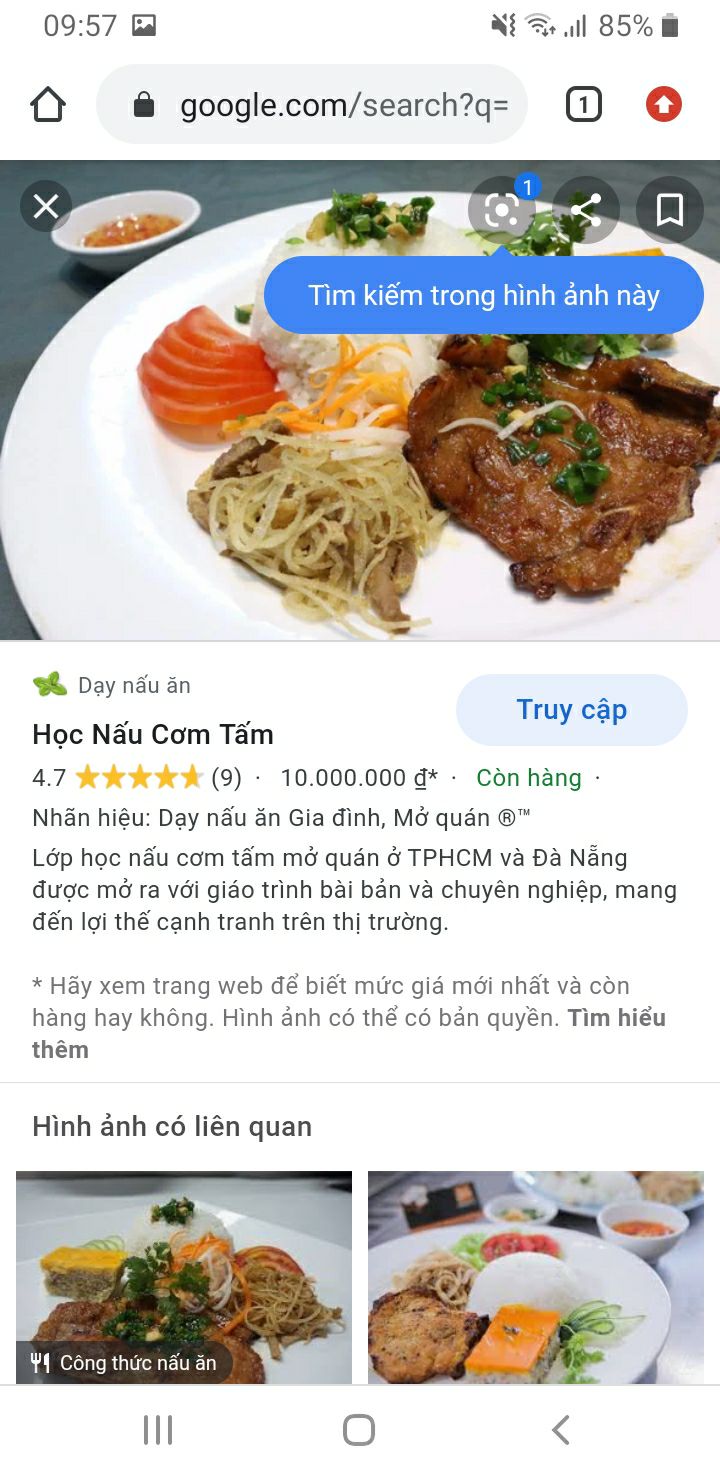 09:57
85%
google.com/search?q=
1
1
Tìm kiếm trong hình ảnh này
Dạy nấu ăn
Truy cập
Học Nấu Cơm Tấm
4.7 (9) · 10.000.000 ₫* · Còn hàng ·
Nhãn hiệu: Dạy nấu ăn Gia đình, Mở quán ®™
Lớp học nấu cơm tấm mở quán ở TPHCM và Đà Nẵng
được mở ra với giáo trình bài bản và chuyên nghiệp, mang
đến lợi thế cạnh tranh trên thị trường.
* Hãy xem trang web để biết mức giá mới nhất và còn
hàng hay không. Hình ảnh có thể có bản quyền. Tìm hiểu
thêm
Hình ảnh có liên quan
Công thức nấu ăn